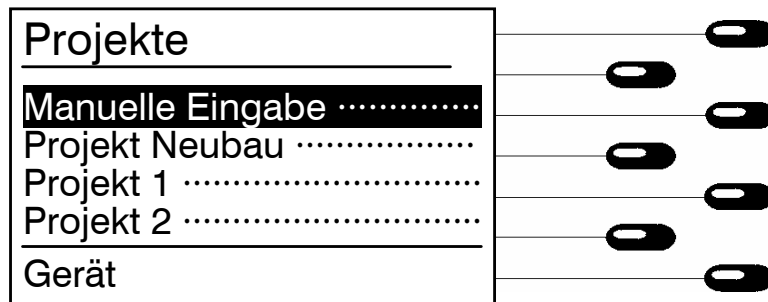 Projekte
Manuelle Eingabe ··············
Projekt Neubau ··················
Projekt 1 ······························
Projekt 2 ······························
Gerät